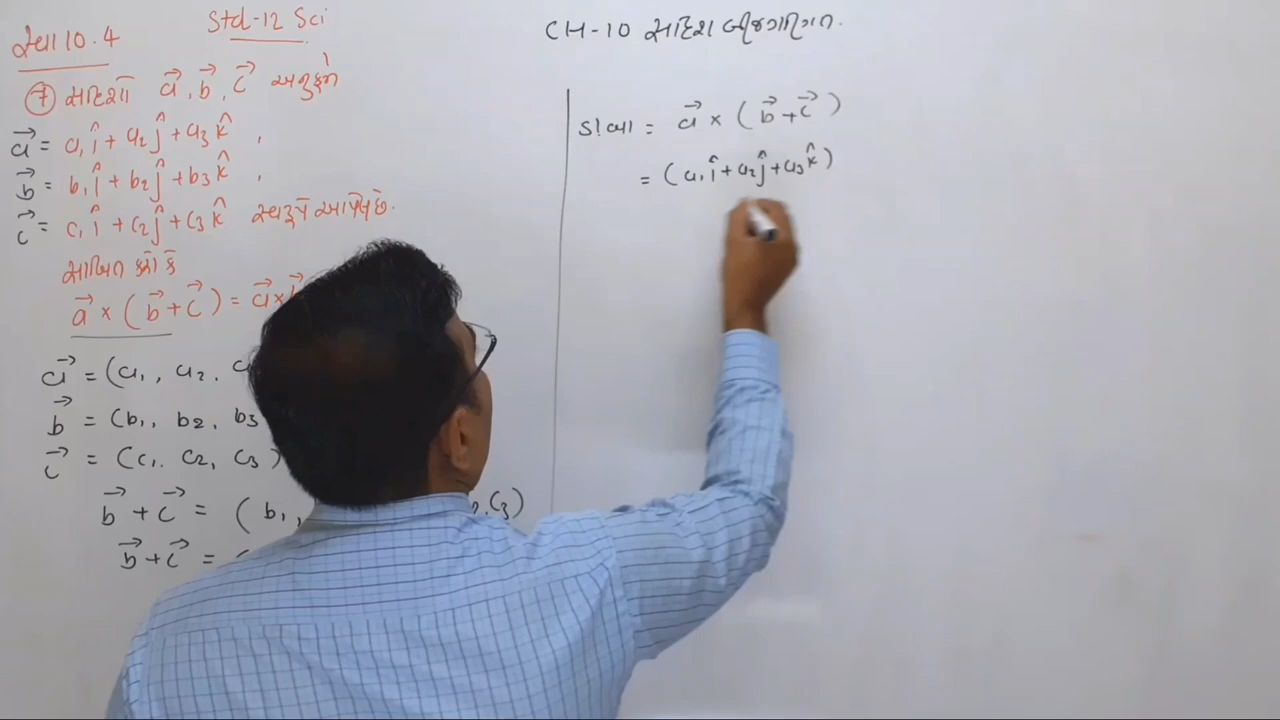 સ્વા 10.4 Std-12 Sci
⑦ સદિશો a⃗, b⃗, c⃗ અનુક્રમે
a⃗ = a₁î + a₂ĵ + a₃k̂ ,
b⃗ = b₁î + b₂ĵ + b₃k̂ ,
c⃗ = c₁î + c₂ĵ + c₃k̂ સ્વરૂપે આપેલ છે.
સાબિત કરો કે
a⃗ × (b⃗ + c⃗) = a⃗ × b⃗
a⃗ = (a₁, a₂,
b⃗ = (b₁, b₂, b₃
c⃗ = (c₁, c₂, c₃)
b⃗ + c⃗ = (b₁,
b⃗ + c⃗ =
CH-10 સદિશ બીજગણિત.
ડાબા = a⃗ × (b⃗ + c⃗)
= (a₁î + a₂ĵ + a₃k̂)